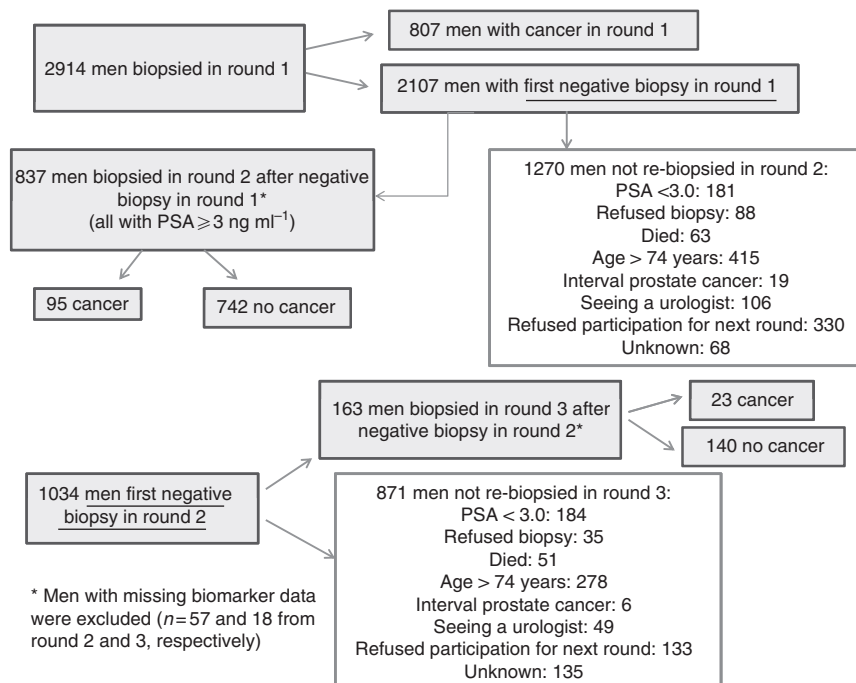 2914 men biopsied in round 1
807 men with cancer in round 1
2107 men with first negative biopsy in round 1
837 men biopsied in round 2 after negative
biopsy in round 1*
(all with PSA ⩾ 3 ng ml⁻¹)
95 cancer
742 no cancer
1270 men not re-biopsied in round 2:
PSA <3.0: 181
Refused biopsy: 88
Died: 63
Age > 74 years: 415
Interval prostate cancer: 19
Seeing a urologist: 106
Refused participation for next round: 330
Unknown: 68
163 men biopsied in round 3 after
negative biopsy in round 2*
23 cancer
140 no cancer
1034 men first negative
biopsy in round 2
871 men not re-biopsied in round 3:
PSA < 3.0: 184
Refused biopsy: 35
Died: 51
Age > 74 years: 278
Interval prostate cancer: 6
Seeing a urologist: 49
Refused participation for next round: 133
Unknown: 135
* Men with missing biomarker data
were excluded (n=57 and 18 from
round 2 and 3, respectively)